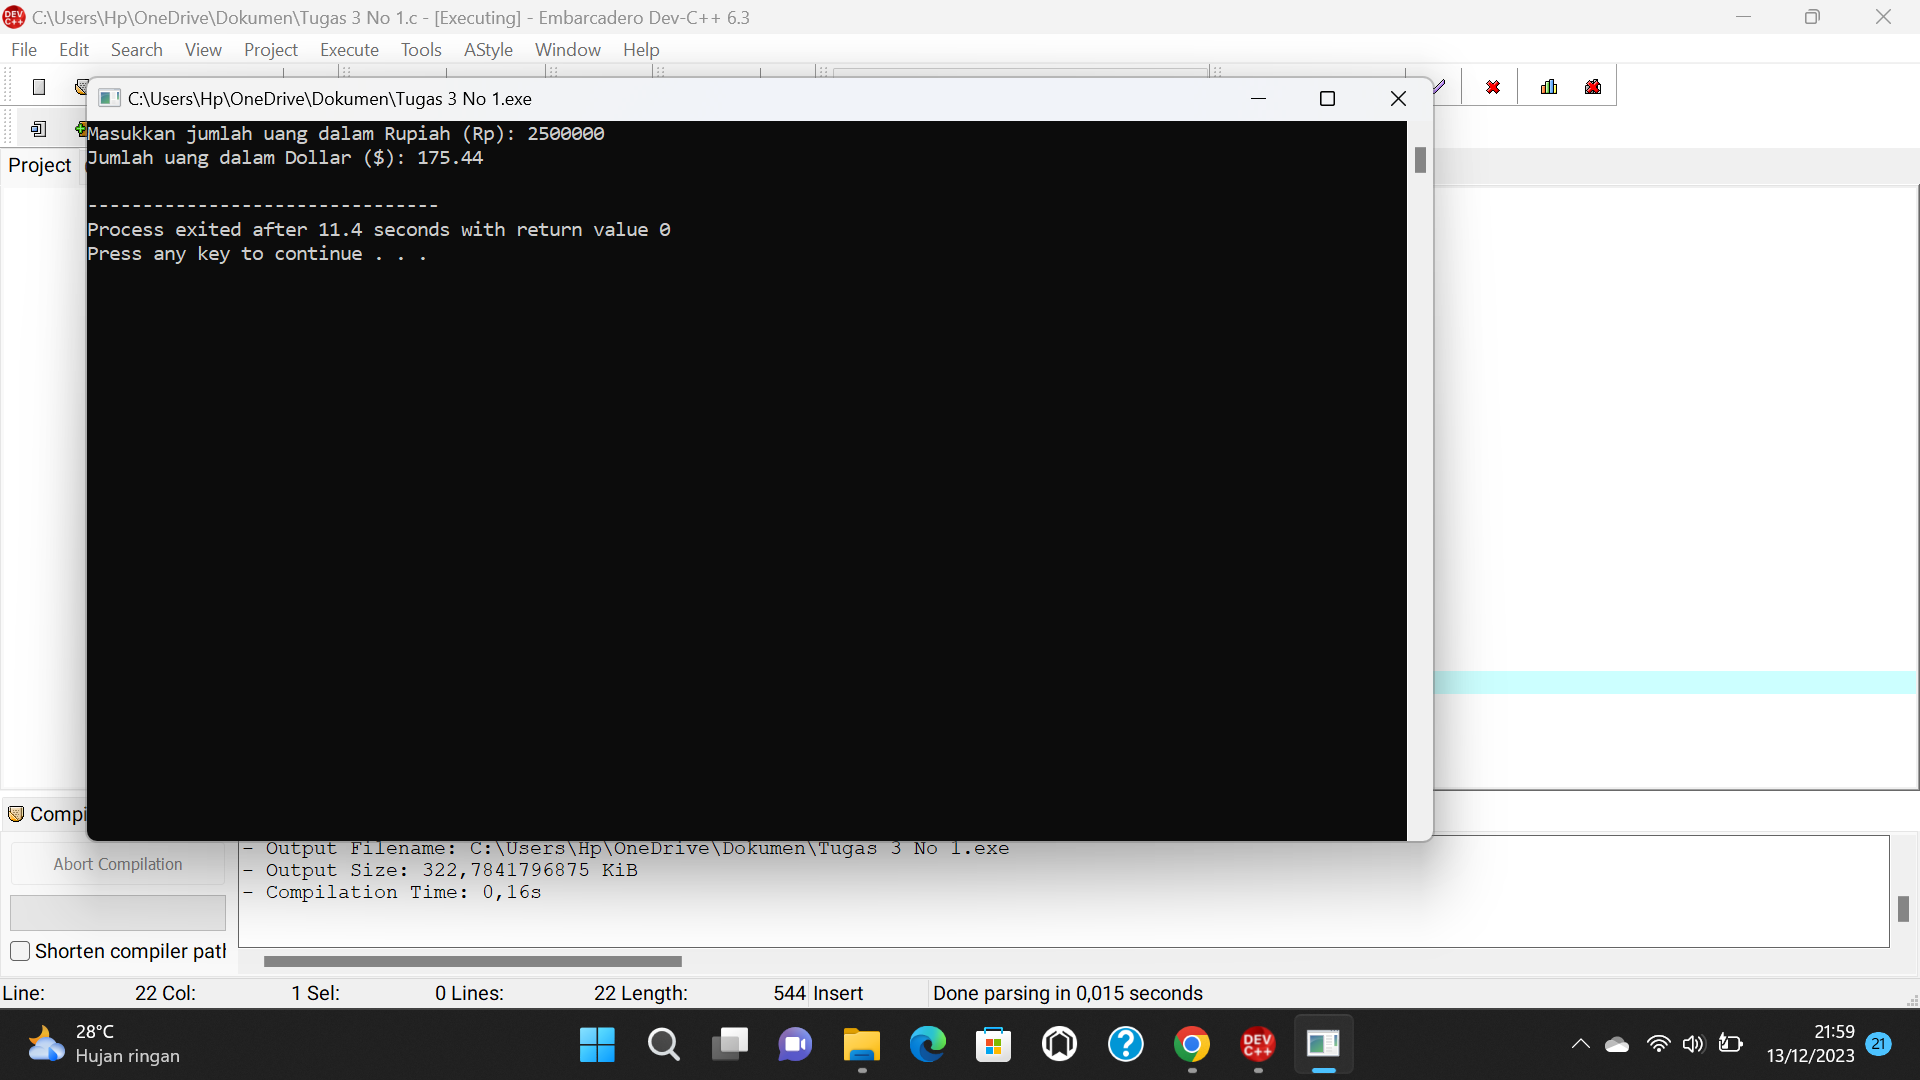 C:\Users\Hp\OneDrive\Dokumen\Tugas 3 No 1.c - [Executing] - Embarcadero Dev-C++ 6.3
File Edit Search View Project Execute Tools AStyle Window Help
C:\Users\Hp\OneDrive\Dokumen\Tugas 3 No 1.exe
Masukkan jumlah uang dalam Rupiah (Rp): 2500000
Jumlah uang dalam Dollar ($): 175.44
--------------------------------
Process exited after 11.4 seconds with return value 0
Press any key to continue . . .
Project
Compi
Abort Compilation
Shorten compiler path
- Output Filename: C:\Users\Hp\OneDrive\Dokumen\Tugas 3 No 1.exe
- Output Size: 322,7841796875 KiB
- Compilation Time: 0,16s
Line: 22 Col: 1 Sel: 0 Lines: 22 Length: 544 Insert Done parsing in 0,015 seconds
28°C
Hujan ringan
DEV C++
21:59
13/12/2023
21